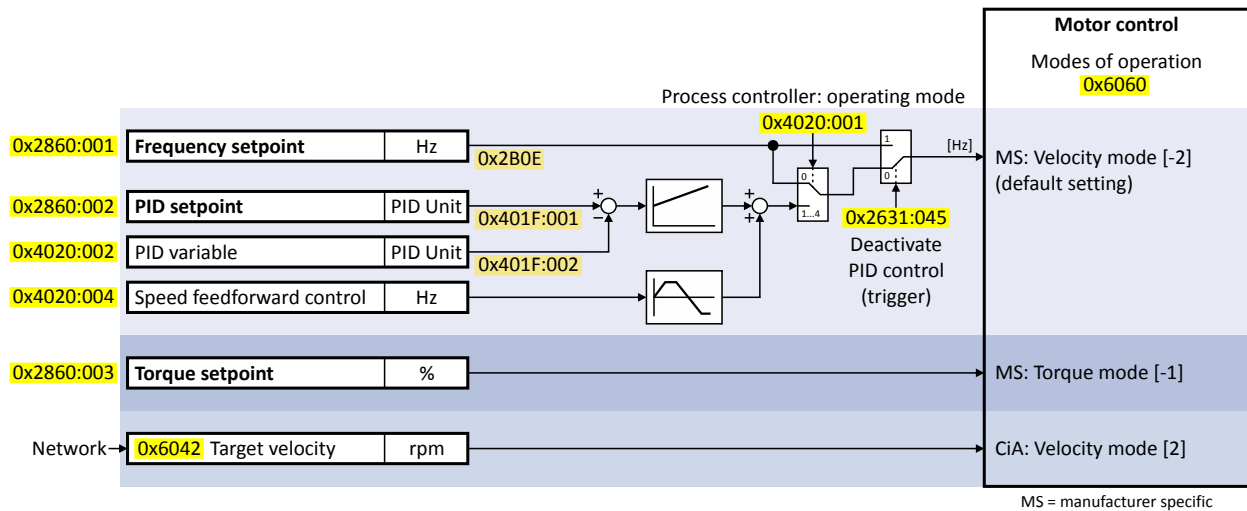 Motor control
Modes of operation
0x6060
Process controller: operating mode
0x4020:001
0x2860:001 Frequency setpoint Hz 0x2B0E
1
0
[Hz]
MS: Velocity mode [-2]
(default setting)
0
1...4
0x2860:002 PID setpoint PID Unit 0x401F:001
+
−
+
+
0x2631:045
Deactivate
PID control
(trigger)
0x4020:002 PID variable PID Unit 0x401F:002
0x4020:004 Speed feedforward control Hz
0x2860:003 Torque setpoint % MS: Torque mode [-1]
Network 0x6042 Target velocity rpm CiA: Velocity mode [2]
MS = manufacturer specific